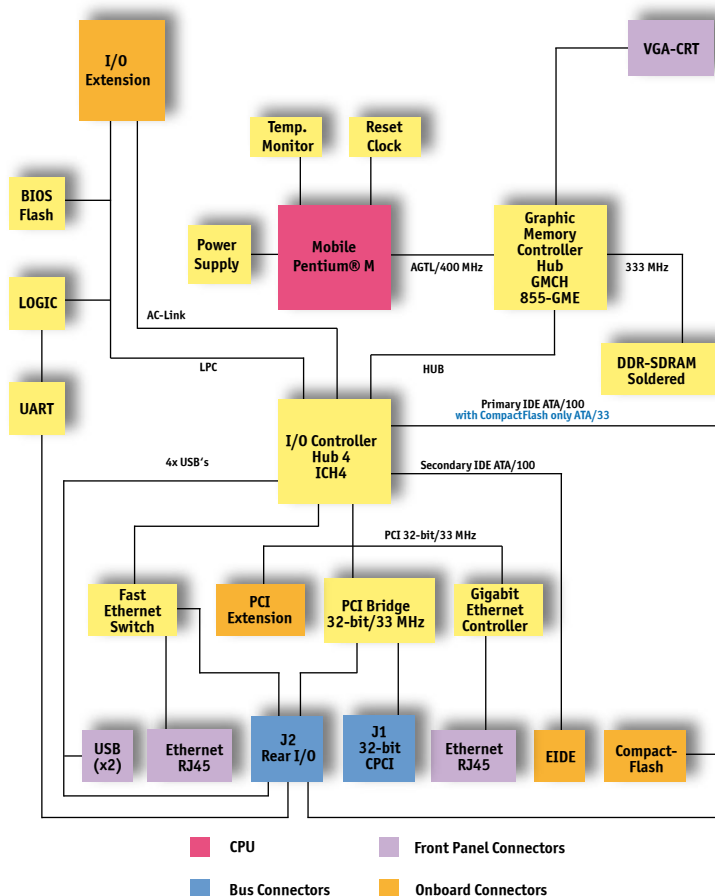 I/O
Extension
VGA-CRT
Temp.
Monitor
Reset
Clock
BIOS
Flash
Power
Supply
Mobile
Pentium® M
AGTL/400 MHz
Graphic
Memory
Controller
Hub
GMCH
855-GME
333 MHz
LOGIC
AC-Link
LPC
HUB
DDR-SDRAM
Soldered
UART
Primary IDE ATA/100
with CompactFlash only ATA/33
I/O Controller
Hub 4
ICH4
4x USB's
Secondary IDE ATA/100
PCI 32-bit/33 MHz
Fast
Ethernet
Switch
PCI
Extension
PCI Bridge
32-bit/33 MHz
Gigabit
Ethernet
Controller
USB
(x2)
Ethernet
RJ45
J2
Rear I/O
J1
32-bit
CPCI
Ethernet
RJ45
EIDE
Compact-
Flash
CPU
Front Panel Connectors
Bus Connectors
Onboard Connectors